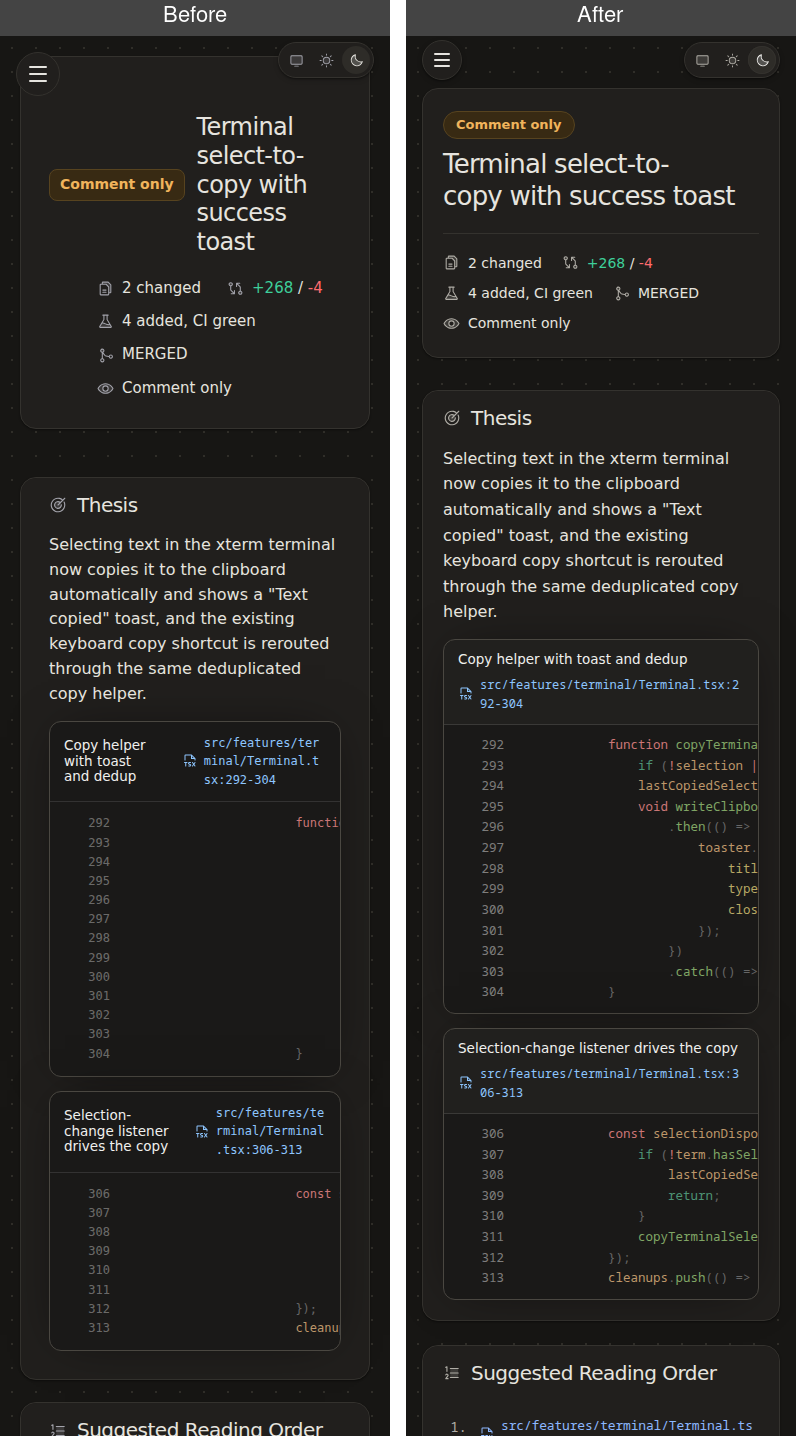 Before
Terminal
select-to-
copy with
success
toast
Comment only
2 changed
+268 / -4
4 added, CI green
MERGED
Comment only
Thesis
Selecting text in the xterm terminal
now copies it to the clipboard
automatically and shows a "Text
copied" toast, and the existing
keyboard copy shortcut is rerouted
through the same deduplicated
copy helper.
Copy helper
with toast
and dedup
TSX
src/features/ter
minal/Terminal.t
sx:292-304
292 functi
293
294
295
296
297
298
299
300
301
302
303
304 }
Selection-
change listener
drives the copy
TSX
src/features/te
rminal/Terminal
.tsx:306-313
306 const
307
308
309
310
311
312 });
313 cleanu
Suggested Reading Order
After
Comment only
Terminal select-to-
copy with success toast
2 changed
+268 / -4
4 added, CI green
MERGED
Comment only
Thesis
Selecting text in the xterm terminal
now copies it to the clipboard
automatically and shows a "Text
copied" toast, and the existing
keyboard copy shortcut is rerouted
through the same deduplicated copy
helper.
Copy helper with toast and dedup
TSX
src/features/terminal/Terminal.tsx:2
92-304
292 function copyTermina
293 if (!selection |
294 lastCopiedSelect
295 void writeClipbo
296 .then(() =>
297 toaster.
298 titl
299 type
300 clos
301 });
302 })
303 .catch(() =>
304 }
Selection-change listener drives the copy
TSX
src/features/terminal/Terminal.tsx:3
06-313
306 const selectionDispo
307 if (!term.hasSel
308 lastCopiedSe
309 return;
310 }
311 copyTerminalSele
312 });
313 cleanups.push(() =>
Suggested Reading Order
1. src/features/terminal/Terminal.ts